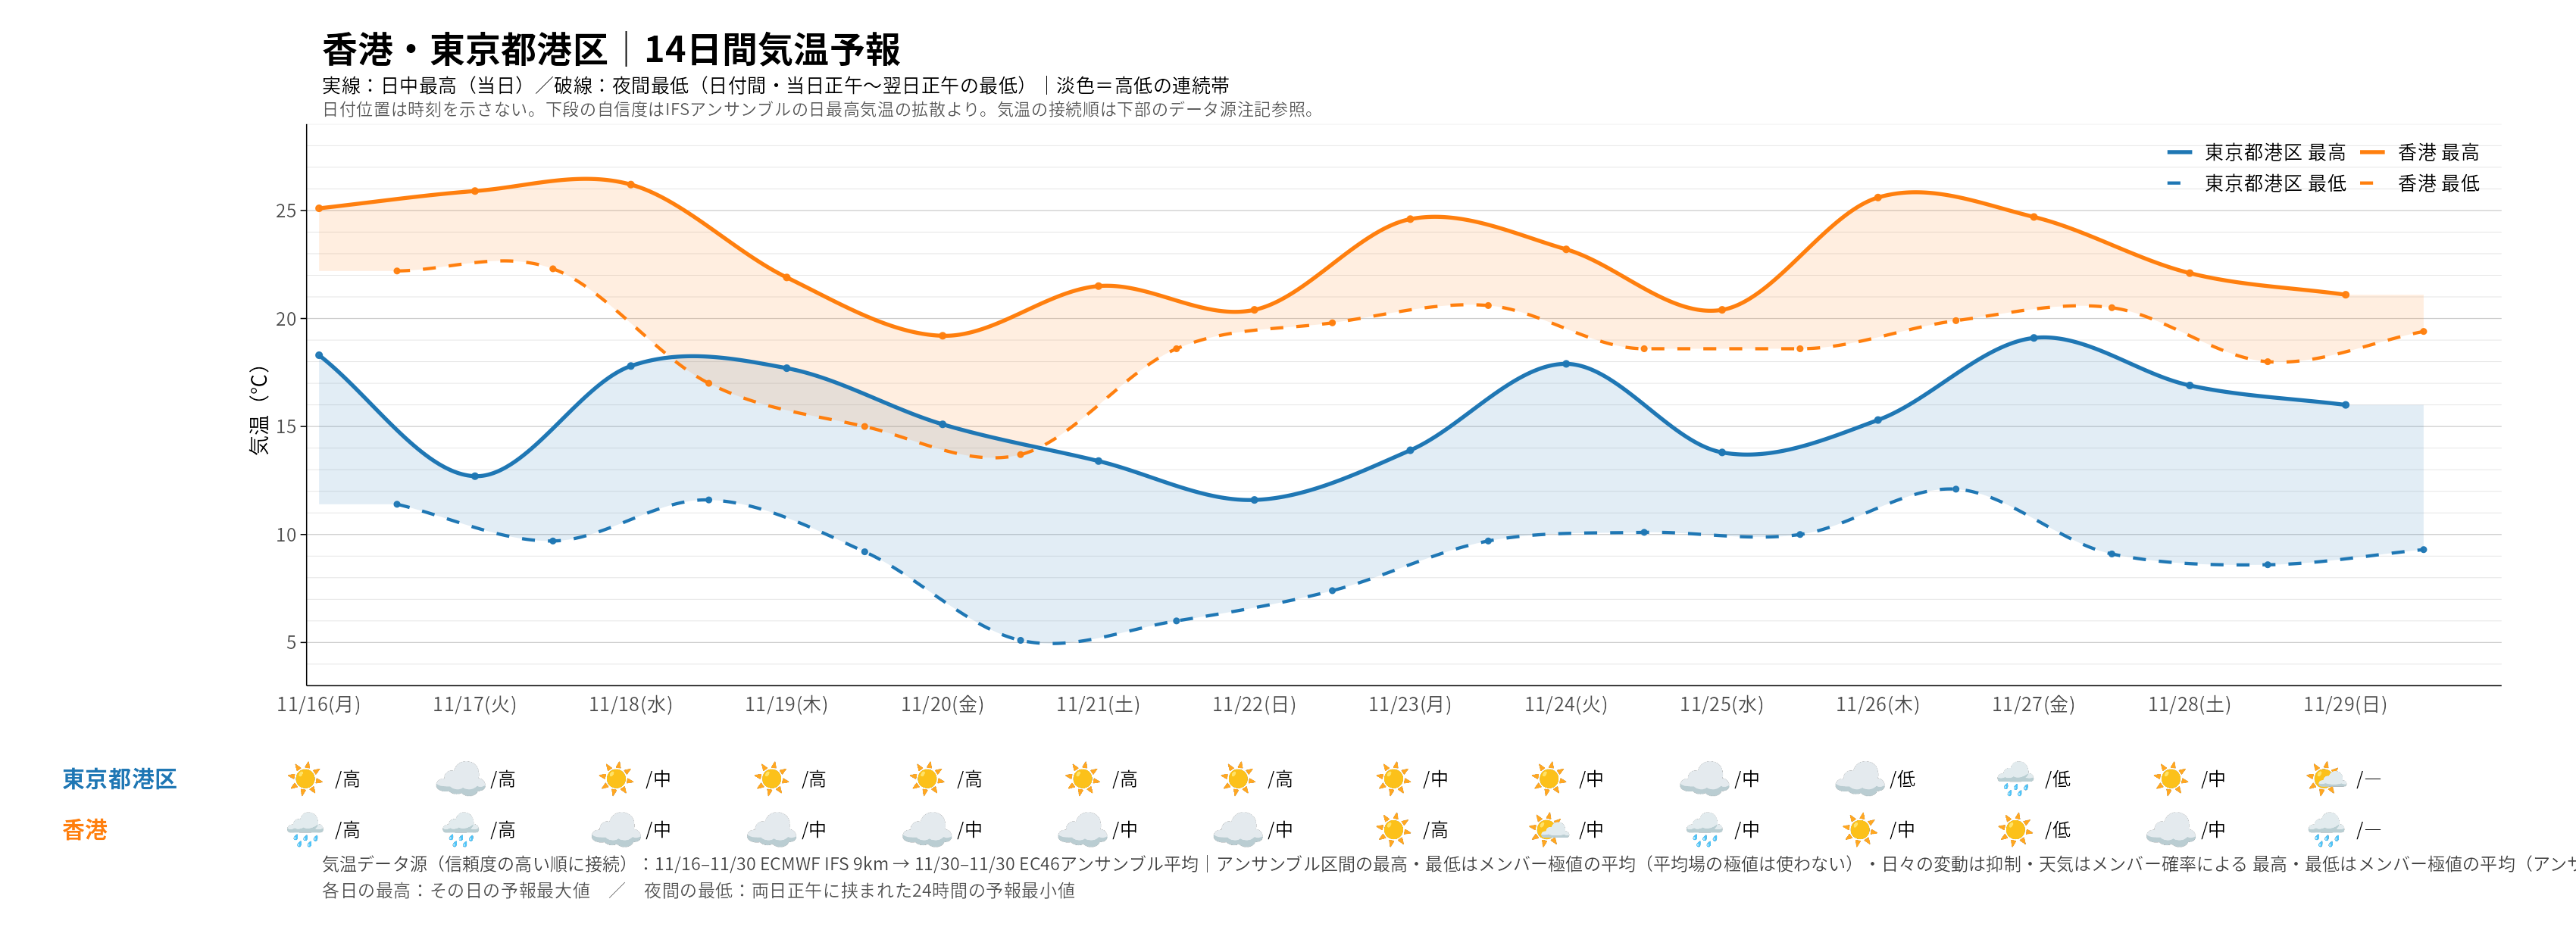 香港・東京都港区｜14日間気温予報
実線：日中最高（当日）／破線：夜間最低（日付間・当日正午〜翌日正午の最低）｜淡色＝高低の連続帯
日付位置は時刻を示さない。下段の自信度はIFSアンサンブルの日最高気温の拡散より。気温の接続順は下部のデータ源注記参照。
東京都港区 最高 香港 最高
東京都港区 最低 香港 最低
気温（℃）
25
20
15
10
5
11/16(月) 11/17(火) 11/18(水) 11/19(木) 11/20(金) 11/21(土) 11/22(日) 11/23(月) 11/24(火) 11/25(水) 11/26(木) 11/27(金) 11/28(土) 11/29(日)
東京都港区 /高 /高 /中 /高 /高 /高 /高 /中 /中 /中 /低 /低 /中 /—
香港 /高 /高 /中 /中 /中 /中 /中 /高 /中 /中 /中 /低 /中 /—
気温データ源（信頼度の高い順に接続）：11/16–11/30 ECMWF IFS 9km → 11/30–11/30 EC46アンサンブル平均｜アンサンブル区間の最高・最低はメンバー極値の平均（平均場の極値は使わない）・日々の変動は抑制・天気はメンバー確率による 最高・最低はメンバー極値の平均（アンサ
各日の最高：その日の予報最大値　／　夜間の最低：両日正午に挟まれた24時間の予報最小値